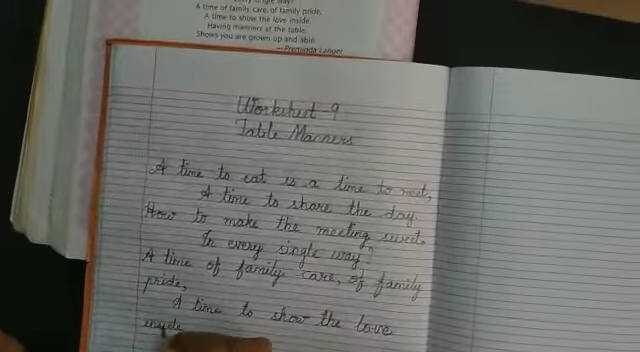 A time of family care, of family pride,
A time to show the love inside.
Having manners at the table
Shows you are grown up and able.
—Preminda Langer
Worksheet 9
Table Manners
A time to eat is a time to meet,
A time to share the day.
How to make the meeting sweet,
In every single way?
A time of family care, of family
pride,
A time to show the love
inside